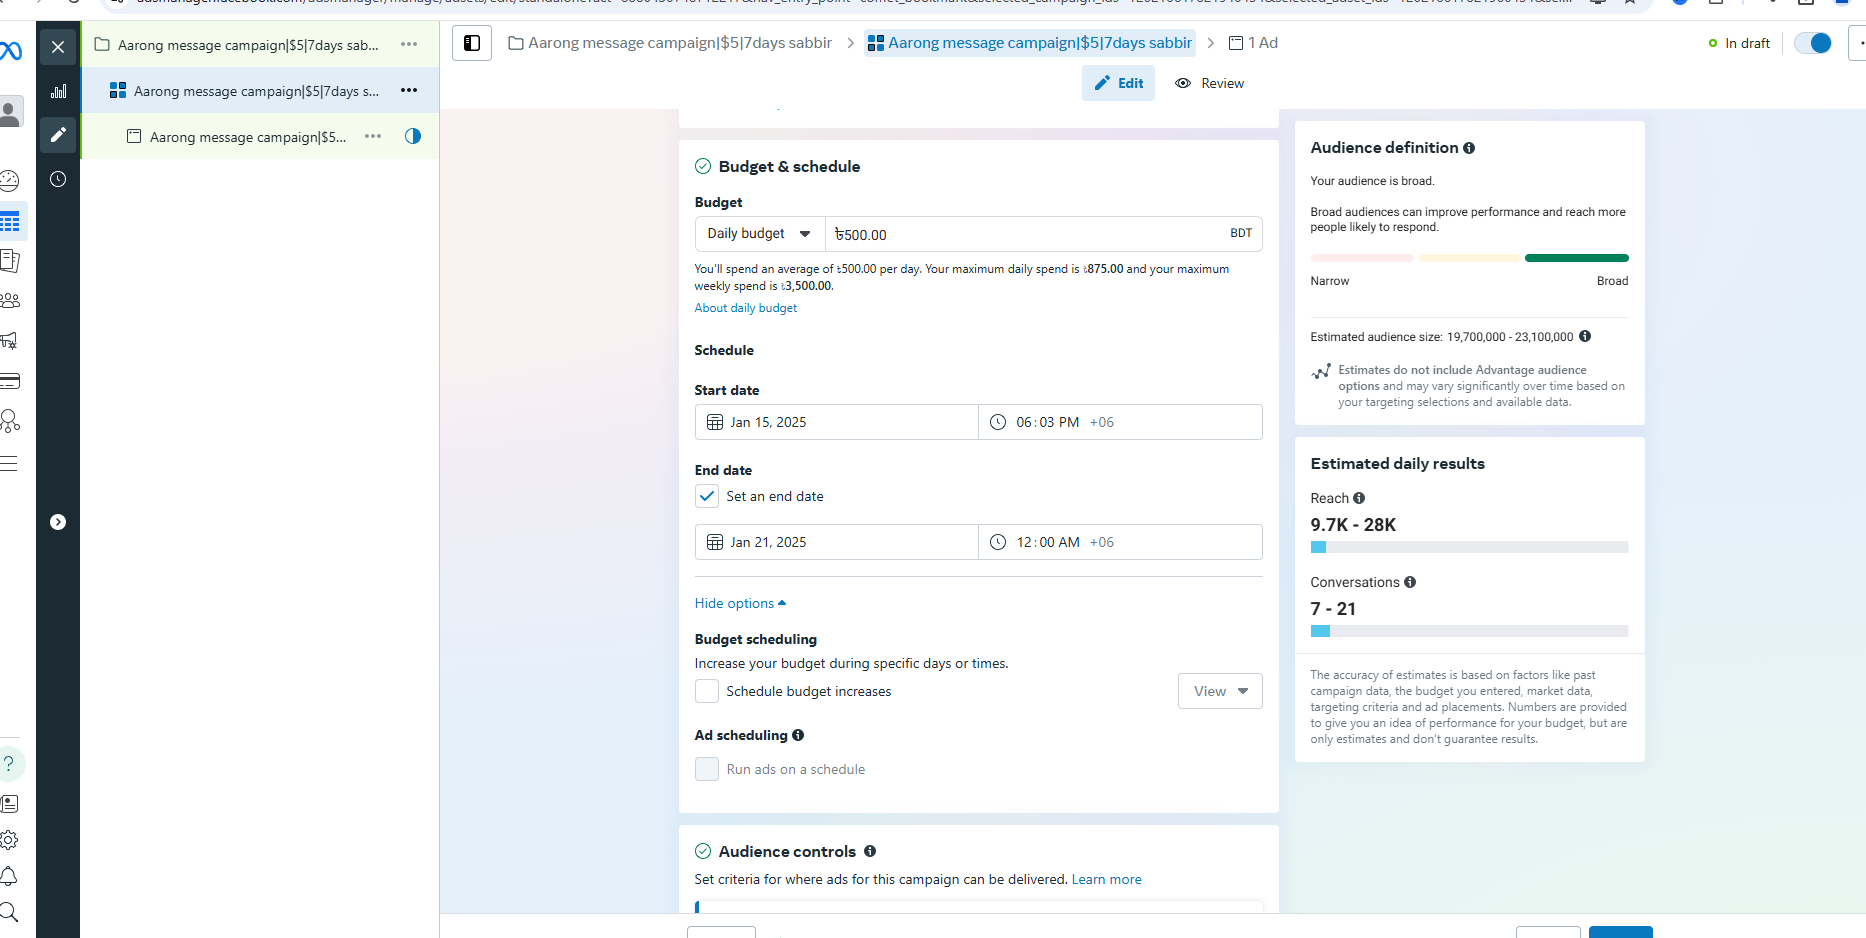 Aarong message campaign|$5|7days sab...
Aarong message campaign|$5|7days s...
Aarong message campaign|$5...
Aarong message campaign|$5|7days sabbir
Aarong message campaign|$5|7days sabbir
1 Ad
In draft
Edit
Review
Budget & schedule
Budget
Daily budget
৳500.00
BDT
You'll spend an average of ৳500.00 per day. Your maximum daily spend is ৳875.00 and your maximum
weekly spend is ৳3,500.00.
About daily budget
Schedule
Start date
Jan 15, 2025
06:03 PM +06
End date
Set an end date
Jan 21, 2025
12:00 AM +06
Hide options
Budget scheduling
Increase your budget during specific days or times.
Schedule budget increases
View
Ad scheduling
Run ads on a schedule
Audience controls
Set criteria for where ads for this campaign can be delivered. Learn more
Audience definition
Your audience is broad.
Broad audiences can improve performance and reach more
people likely to respond.
Narrow
Broad
Estimated audience size: 19,700,000 - 23,100,000
Estimates do not include Advantage audience
options and may vary significantly over time based on
your targeting selections and available data.
Estimated daily results
Reach
9.7K - 28K
Conversations
7 - 21
The accuracy of estimates is based on factors like past
campaign data, the budget you entered, market data,
targeting criteria and ad placements. Numbers are provided
to give you an idea of performance for your budget, but are
only estimates and don't guarantee results.